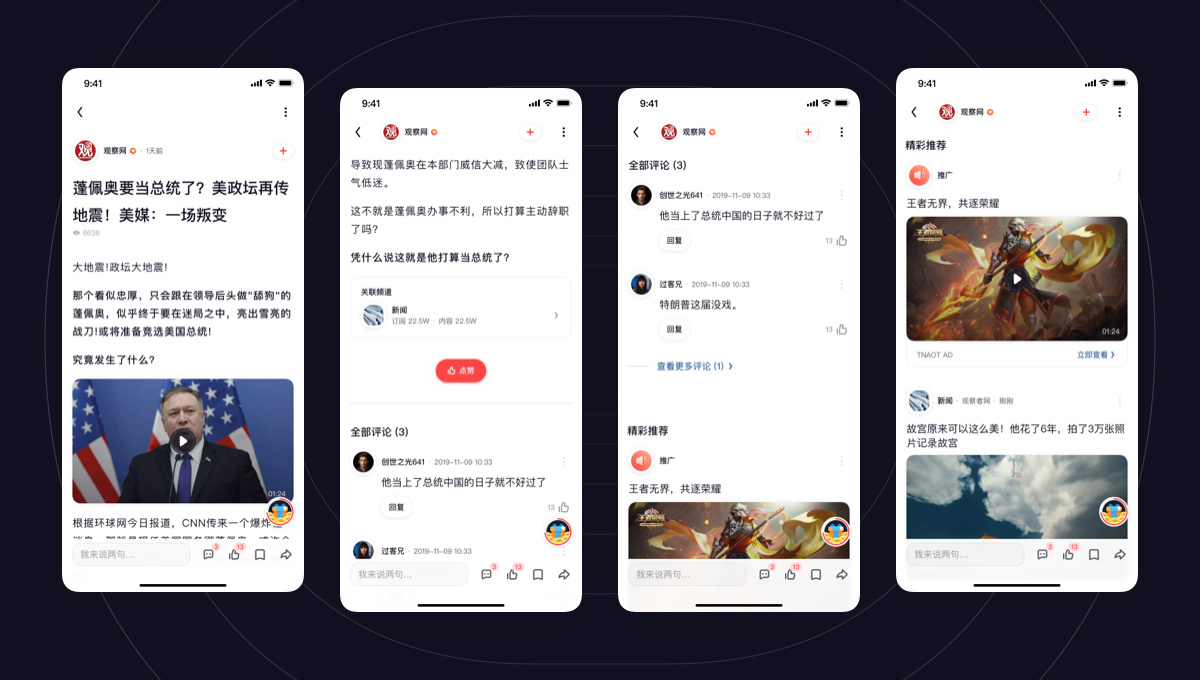 9:41
观
观察网 · 1天前
蓬佩奥要当总统了？美政坛再传
地震！美媒：一场叛变
6636
大地震!政坛大地震!
那个看似忠厚，只会跟在领导后头做"舔狗"的
蓬佩奥，似乎终于要在迷局之中，亮出雪亮的
战刀!或将准备竞选美国总统!
究竟发生了什么?
01:24
根据环球网今日报道，CNN传来一个爆炸性
我来说两句...
3
13
9:41
观
观察网
导致现蓬佩奥在本部门威信大减，致使团队士
气低迷。
这不就是蓬佩奥办事不利，所以打算主动辞职
了吗?
凭什么说这就是他打算当总统了?
关联频道
新闻
订阅 22.5W · 内容 22.5W
点赞
全部评论 (3)
创世之光641 · 2019-11-09 10:33
他当上了总统中国的日子就不好过了
回复
13
过客兄 · 2019-11-09 10:33
我来说两句...
3
13
9:41
观
观察网
全部评论 (3)
创世之光641 · 2019-11-09 10:33
他当上了总统中国的日子就不好过了
回复
13
过客兄 · 2019-11-09 10:33
特朗普这届没戏。
回复
13
查看更多评论 (1)
精彩推荐
推广
王者无界，共逐荣耀
王者荣耀
我来说两句...
3
13
9:41
观
观察网
精彩推荐
推广
王者无界，共逐荣耀
王者荣耀
01:24
TNAOT AD
立即查看
新闻 · 观察者网 · 刚刚
故宫原来可以这么美！他花了6年，拍了3万张照
片记录故宫
我来说两句...
3
13